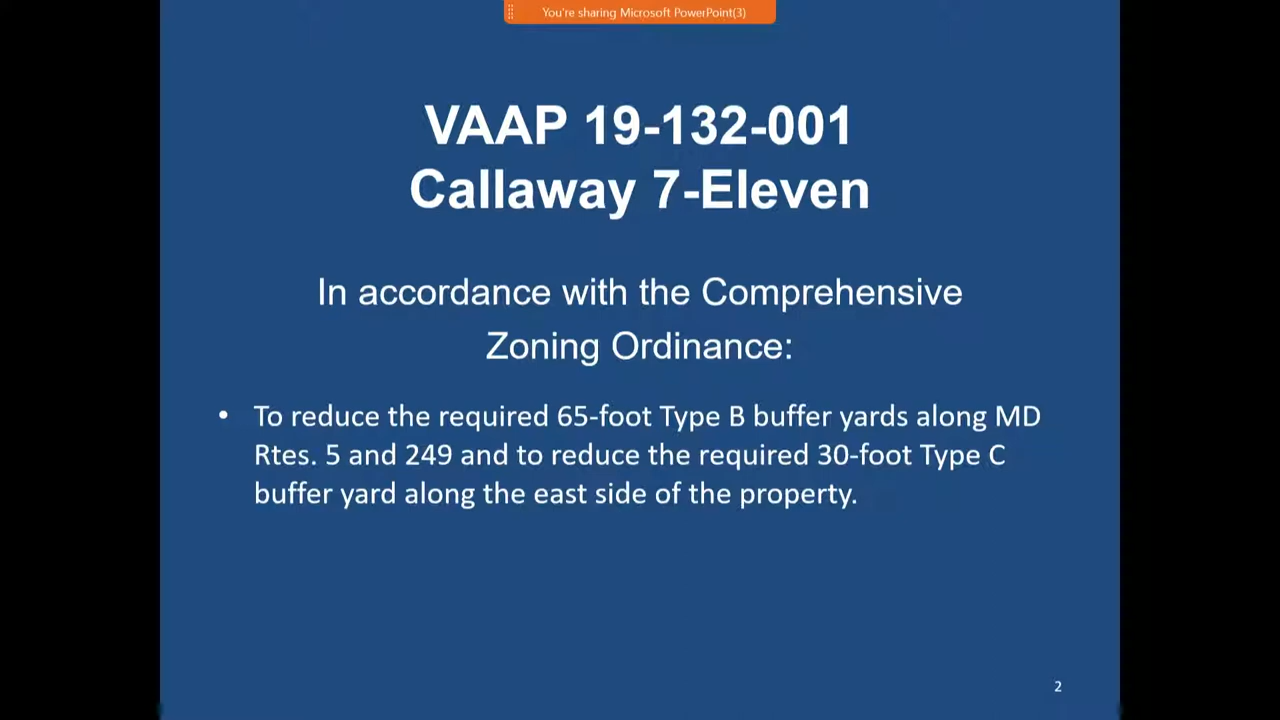 You're sharing Microsoft PowerPoint(3)
VAAP 19-132-001
Callaway 7-Eleven
In accordance with the Comprehensive
Zoning Ordinance:
• To reduce the required 65-foot Type B buffer yards along MD
Rtes. 5 and 249 and to reduce the required 30-foot Type C
buffer yard along the east side of the property.
2